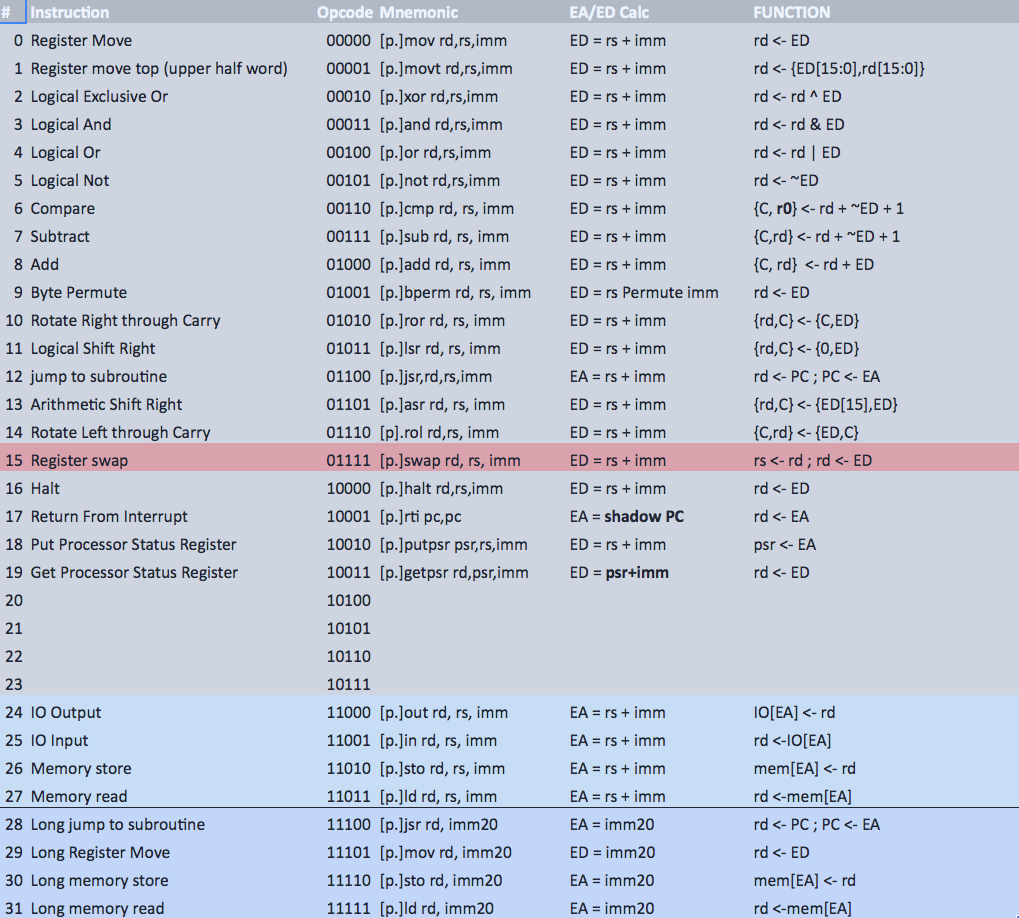 # Instruction Opcode Mnemonic EA/ED Calc FUNCTION
0 Register Move 00000 [p.]mov rd,rs,imm ED = rs + imm rd <- ED
1 Register move top (upper half word) 00001 [p.]movt rd,rs,imm ED = rs + imm rd <- {ED[15:0],rd[15:0]}
2 Logical Exclusive Or 00010 [p.]xor rd,rs,imm ED = rs + imm rd <- rd ^ ED
3 Logical And 00011 [p.]and rd,rs,imm ED = rs + imm rd <- rd & ED
4 Logical Or 00100 [p.]or rd,rs,imm ED = rs + imm rd <- rd | ED
5 Logical Not 00101 [p.]not rd,rs,imm ED = rs + imm rd <- ~ED
6 Compare 00110 [p.]cmp rd, rs, imm ED = rs + imm {C, r0} <- rd + ~ED + 1
7 Subtract 00111 [p.]sub rd, rs, imm ED = rs + imm {C,rd} <- rd + ~ED + 1
8 Add 01000 [p.]add rd, rs, imm ED = rs + imm {C, rd} <- rd + ED
9 Byte Permute 01001 [p.]bperm rd, rs, imm ED = rs Permute imm rd <- ED
10 Rotate Right through Carry 01010 [p.]ror rd, rs, imm ED = rs + imm {rd,C} <- {C,ED}
11 Logical Shift Right 01011 [p.]lsr rd, rs, imm ED = rs + imm {rd,C} <- {0,ED}
12 jump to subroutine 01100 [p.]jsr,rd,rs,imm EA = rs + imm rd <- PC ; PC <- EA
13 Arithmetic Shift Right 01101 [p.]asr rd, rs, imm ED = rs + imm {rd,C} <- {ED[15],ED}
14 Rotate Left through Carry 01110 [p].rol rd,rs, imm ED = rs + imm {C,rd} <- {ED,C}
15 Register swap 01111 [p.]swap rd, rs, imm ED = rs + imm rs <- rd ; rd <- ED
16 Halt 10000 [p.]halt rd,rs,imm ED = rs + imm rd <- ED
17 Return From Interrupt 10001 [p.]rti pc,pc EA = shadow PC rd <- EA
18 Put Processor Status Register 10010 [p.]putpsr psr,rs,imm ED = rs + imm psr <- EA
19 Get Processor Status Register 10011 [p.]getpsr rd,psr,imm ED = psr+imm rd <- ED
20 10100
21 10101
22 10110
23 10111
24 IO Output 11000 [p.]out rd, rs, imm EA = rs + imm IO[EA] <- rd
25 IO Input 11001 [p.]in rd, rs, imm EA = rs + imm rd <-IO[EA]
26 Memory store 11010 [p.]sto rd, rs, imm EA = rs + imm mem[EA] <- rd
27 Memory read 11011 [p.]ld rd, rs, imm EA = rs + imm rd <-mem[EA]
28 Long jump to subroutine 11100 [p.]jsr rd, imm20 EA = imm20 rd <- PC ; PC <- EA
29 Long Register Move 11101 [p.]mov rd, imm20 ED = imm20 rd <- ED
30 Long memory store 11110 [p.]sto rd, imm20 EA = imm20 mem[EA] <- rd
31 Long memory read 11111 [p.]ld rd, imm20 EA = imm20 rd <-mem[EA]